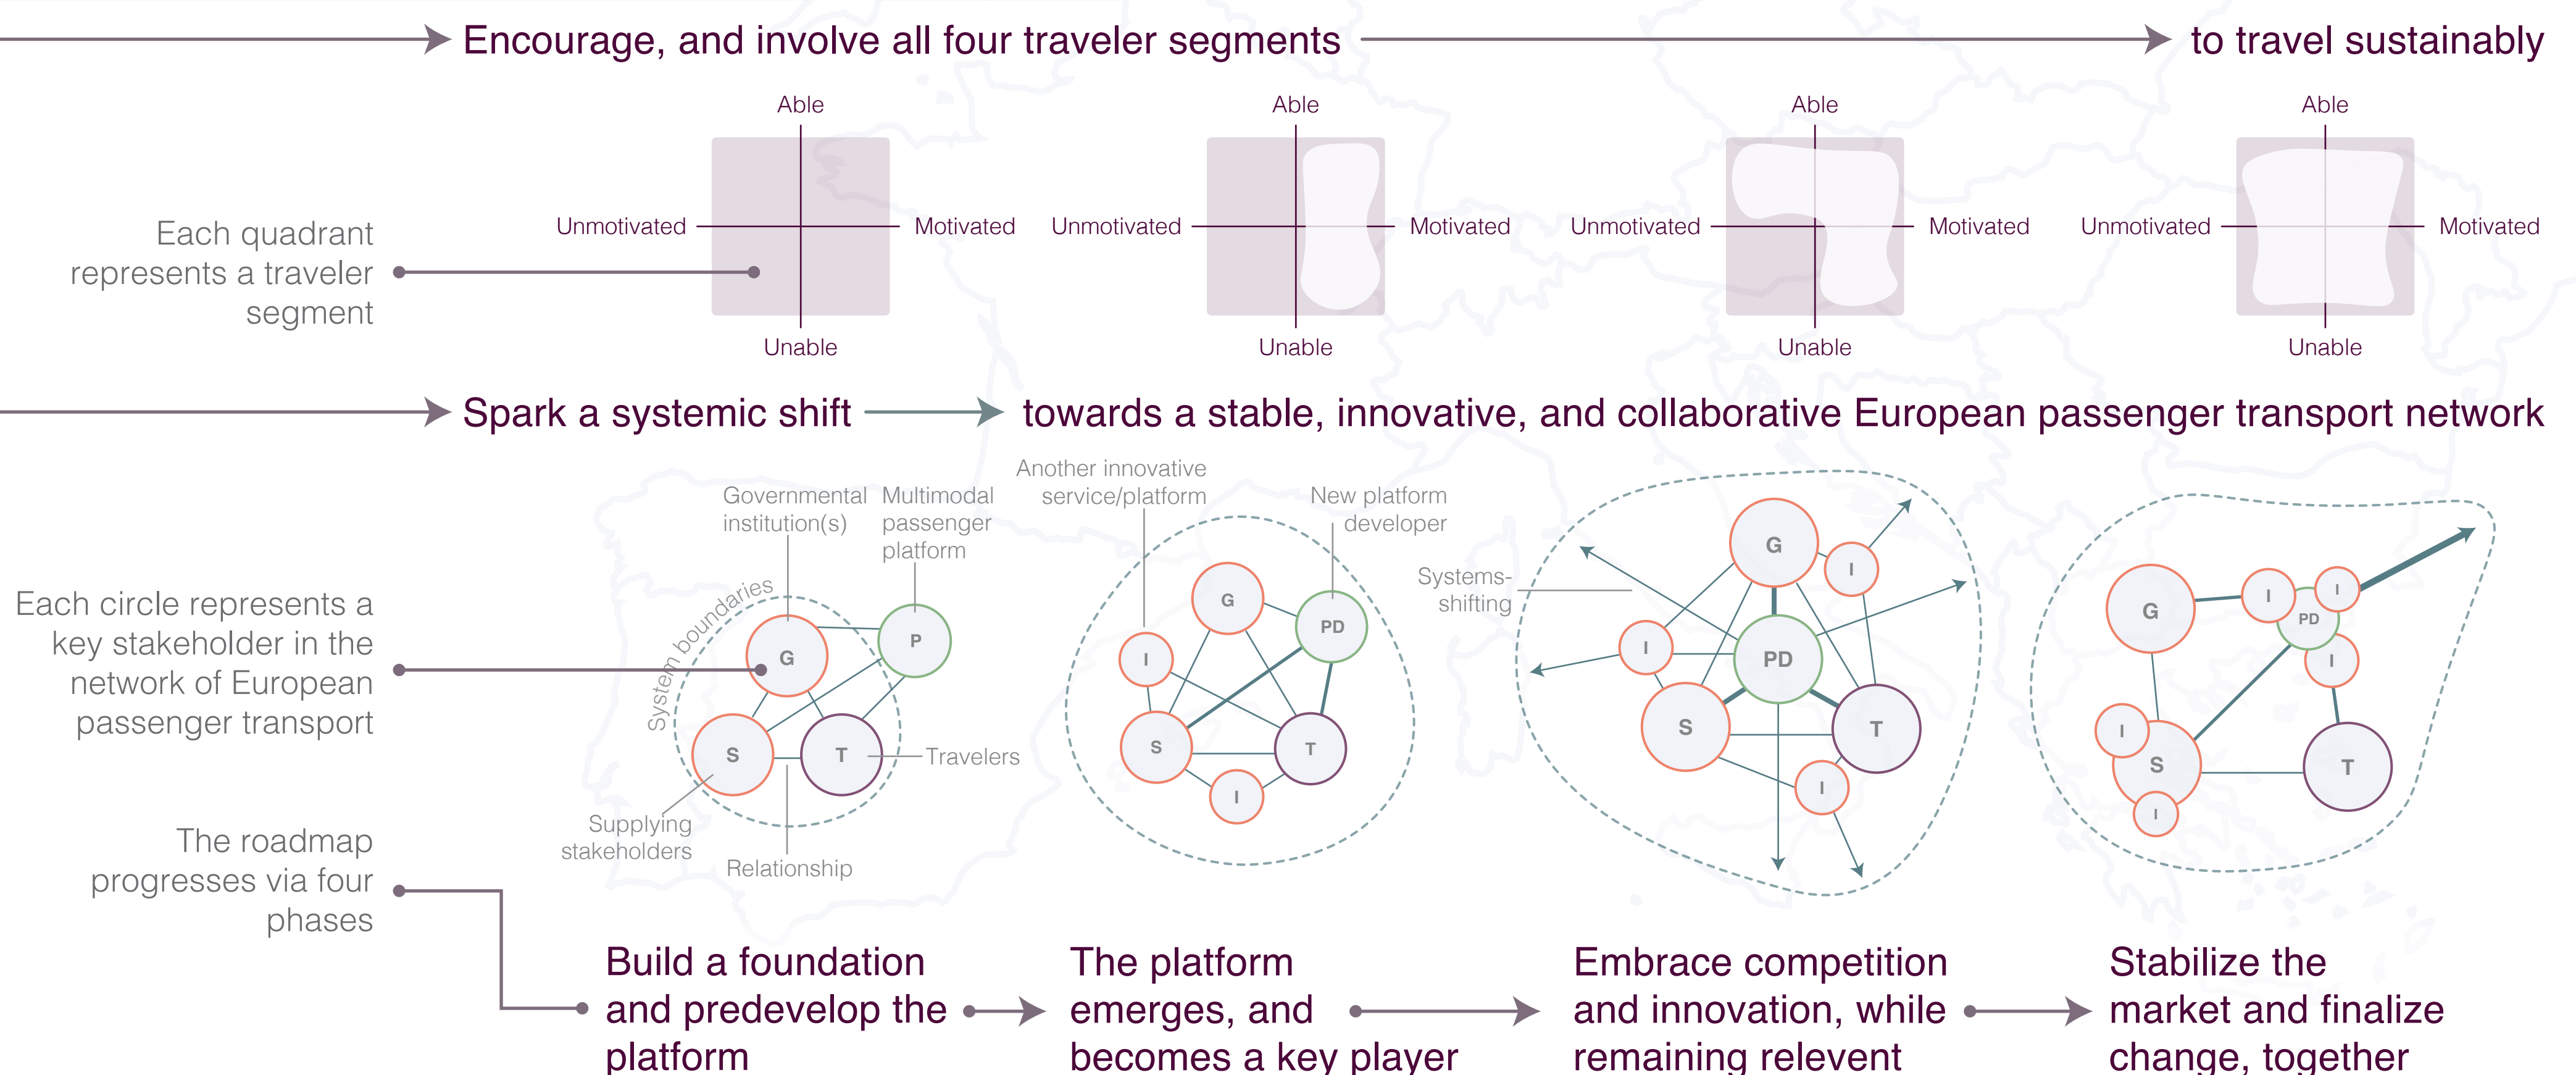 Encourage, and involve all four traveler segments
to travel sustainably
Each quadrant
represents a traveler
segment
Able
Unmotivated
Motivated
Unable
Able
Unmotivated
Motivated
Unable
Able
Unmotivated
Motivated
Unable
Able
Unmotivated
Motivated
Unable
Spark a systemic shift
towards a stable, innovative, and collaborative European passenger transport network
Each circle represents a
key stakeholder in the
network of European
passenger transport
Governmental
institution(s)
Multimodal
passenger
platform
System boundaries
G
P
S
T
Travelers
Supplying
stakeholders
Relationship
Another innovative
service/platform
New platform
developer
G
PD
I
S
T
I
Systems-
shifting
G
I
I
PD
S
T
I
G
I
I
PD
I
I
S
T
I
The roadmap
progresses via four
phases
Build a foundation
and predevelop the
platform
The platform
emerges, and
becomes a key player
Embrace competition
and innovation, while
remaining relevent
Stabilize the
market and finalize
change, together